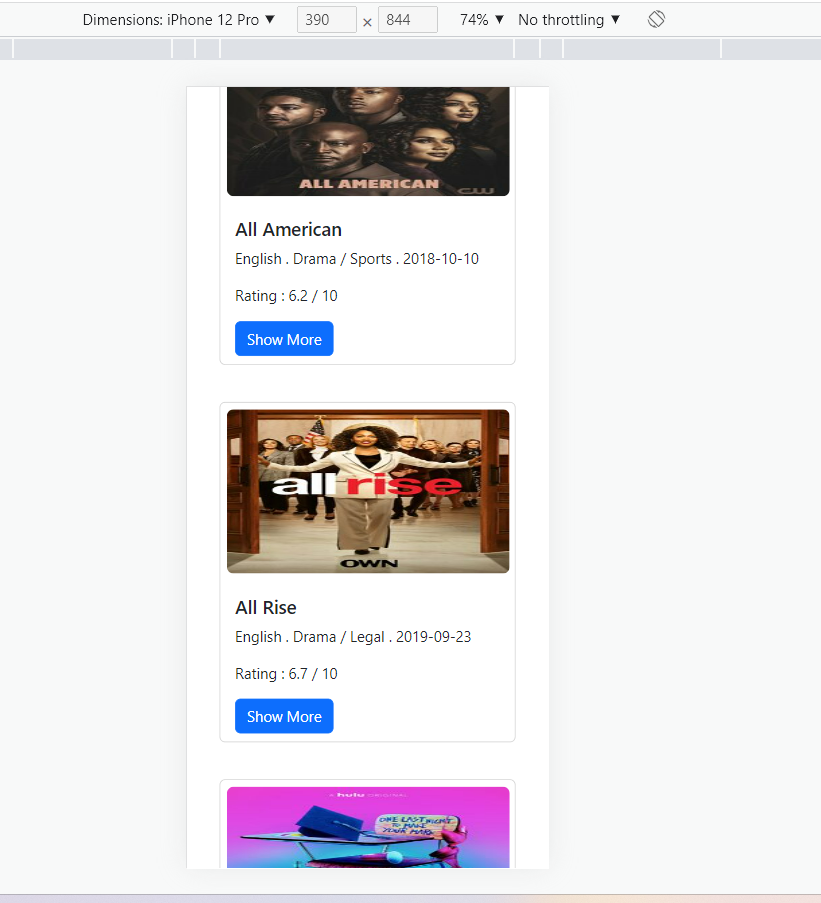 Dimensions: iPhone 12 Pro ▼ 390 × 844 74% ▼ No throttling ▼
ALL AMERICAN
CW
All American
English . Drama / Sports . 2018-10-10
Rating : 6.2 / 10
Show More
all rise
OWN
All Rise
English . Drama / Legal . 2019-09-23
Rating : 6.7 / 10
Show More
hulu ORIGINAL
ONE LAST NIGHT
TO MAKE
YOUR MARK